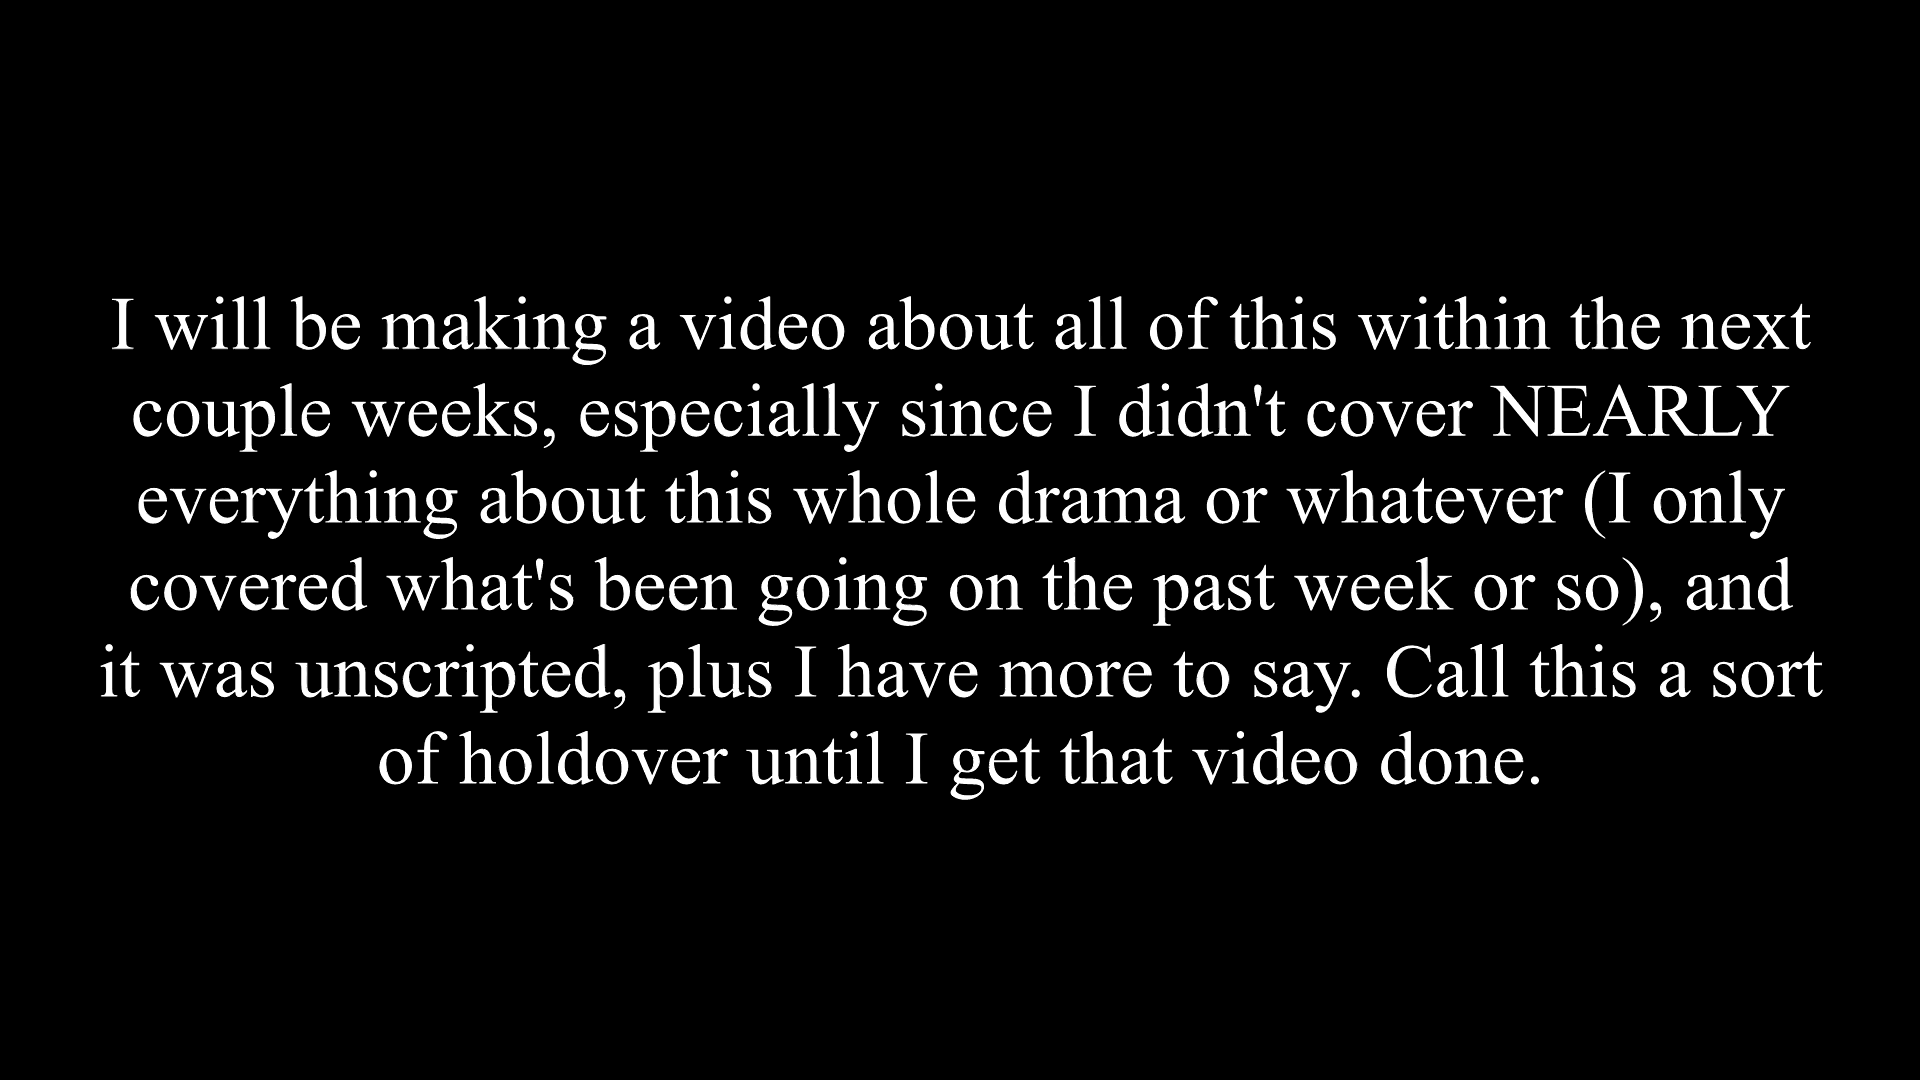 I will be making a video about all of this within the next
couple weeks, especially since I didn't cover NEARLY
everything about this whole drama or whatever (I only
covered what's been going on the past week or so), and
it was unscripted, plus I have more to say. Call this a sort
of holdover until I get that video done.